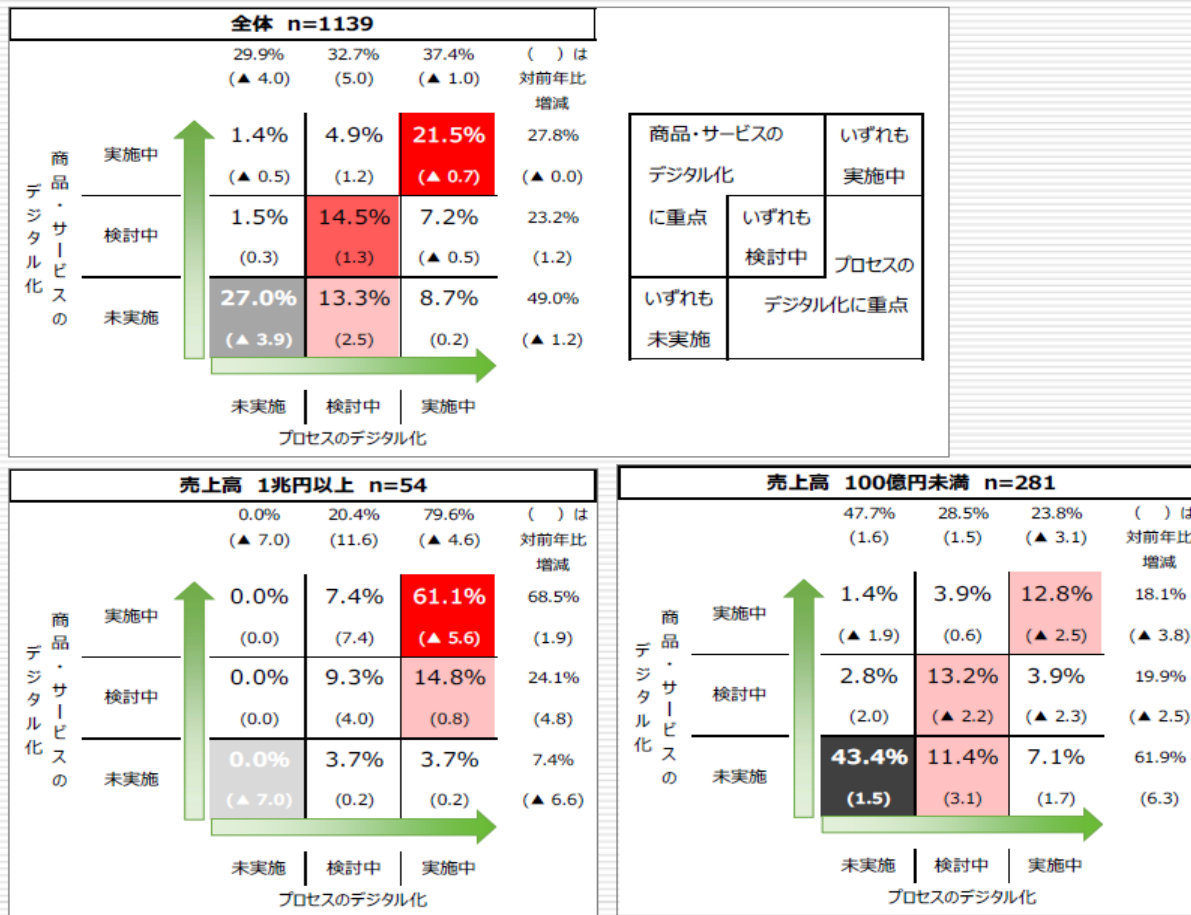 全体 n=1139
29.9% 32.7% 37.4% ( )は
(▲ 4.0) (5.0) (▲ 1.0) 対前年比
増減
商品・サービスの
デジタル化
実施中 1.4% 4.9% 21.5% 27.8%
(▲ 0.5) (1.2) (▲ 0.7) (▲ 0.0)
検討中 1.5% 14.5% 7.2% 23.2%
(0.3) (1.3) (▲ 0.5) (1.2)
未実施 27.0% 13.3% 8.7% 49.0%
(▲ 3.9) (2.5) (0.2) (▲ 1.2)
未実施 検討中 実施中
プロセスのデジタル化
商品・サービスの いずれも
デジタル化 実施中
に重点 いずれも
検討中 プロセスの
いずれも デジタル化に重点
未実施
売上高 1兆円以上 n=54
0.0% 20.4% 79.6% ( )は
(▲ 7.0) (11.6) (▲ 4.6) 対前年比
増減
商品・サービスの
デジタル化
実施中 0.0% 7.4% 61.1% 68.5%
(0.0) (7.4) (▲ 5.6) (1.9)
検討中 0.0% 9.3% 14.8% 24.1%
(0.0) (4.0) (0.8) (4.8)
未実施 0.0% 3.7% 3.7% 7.4%
(▲ 7.0) (0.2) (0.2) (▲ 6.6)
未実施 検討中 実施中
プロセスのデジタル化
売上高 100億円未満 n=281
47.7% 28.5% 23.8% ( )は
(1.6) (1.5) (▲ 3.1) 対前年比
増減
商品・サービスの
デジタル化
実施中 1.4% 3.9% 12.8% 18.1%
(▲ 1.9) (0.6) (▲ 2.5) (▲ 3.8)
検討中 2.8% 13.2% 3.9% 19.9%
(2.0) (▲ 2.2) (▲ 2.3) (▲ 2.5)
未実施 43.4% 11.4% 7.1% 61.9%
(1.5) (3.1) (1.7) (6.3)
未実施 検討中 実施中
プロセスのデジタル化